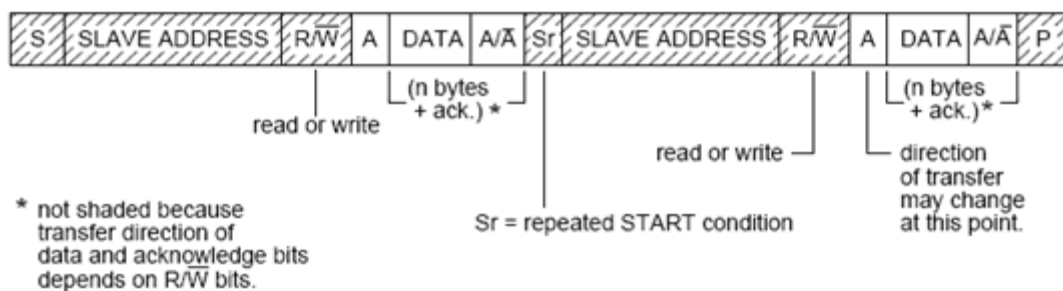 S SLAVE ADDRESS R/W̅ A DATA A/A̅ Sr SLAVE ADDRESS R/W̅ A DATA A/A̅ P
(n bytes
+ ack.) *
read or write
(n bytes
+ ack.) *
read or write
direction
of transfer
may change
at this point.
Sr = repeated START condition
* not shaded because
transfer direction of
data and acknowledge bits
depends on R/W̅ bits.